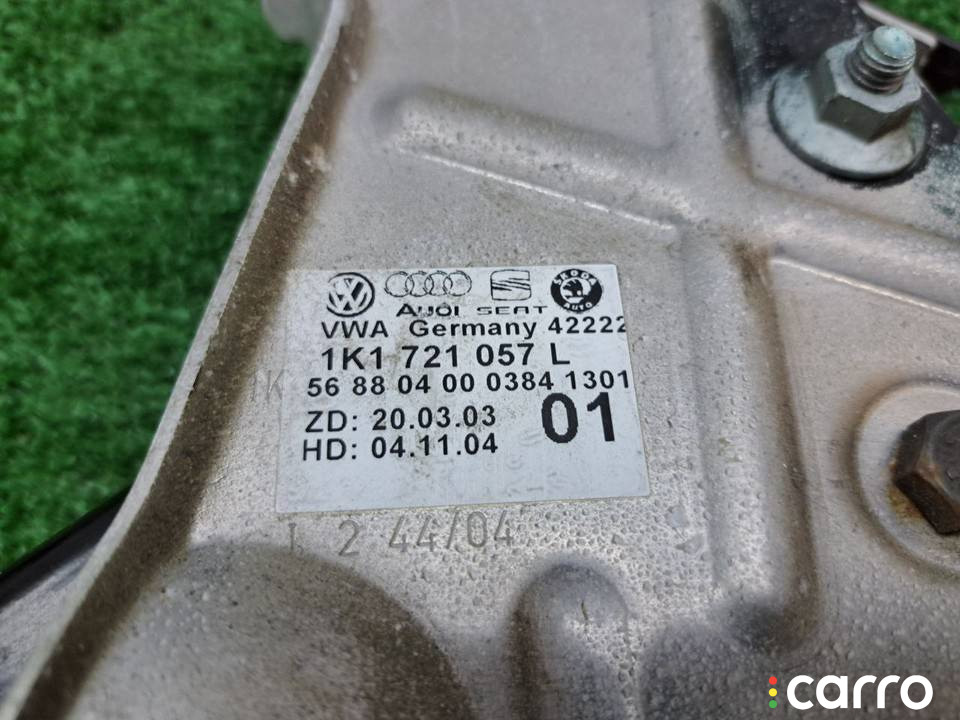 AUDI SEAT ŠKODA AUTO
VWA Germany 42222
1K1 721 057 L
56 88 04 00 0384 1301
ZD: 20.03.03 01
HD: 04.11.04
2 44/04
carro